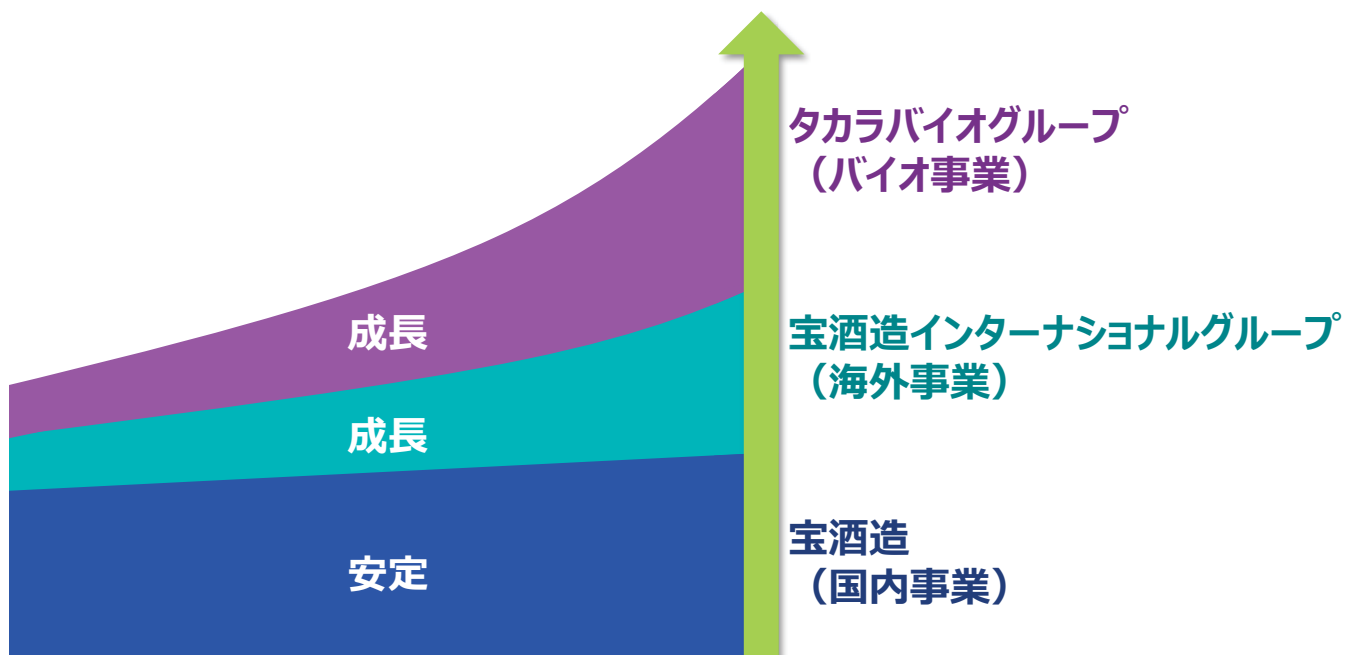 タカラバイオグループ
（バイオ事業）
成長
宝酒造インターナショナルグループ
（海外事業）
成長
宝酒造
（国内事業）
安定